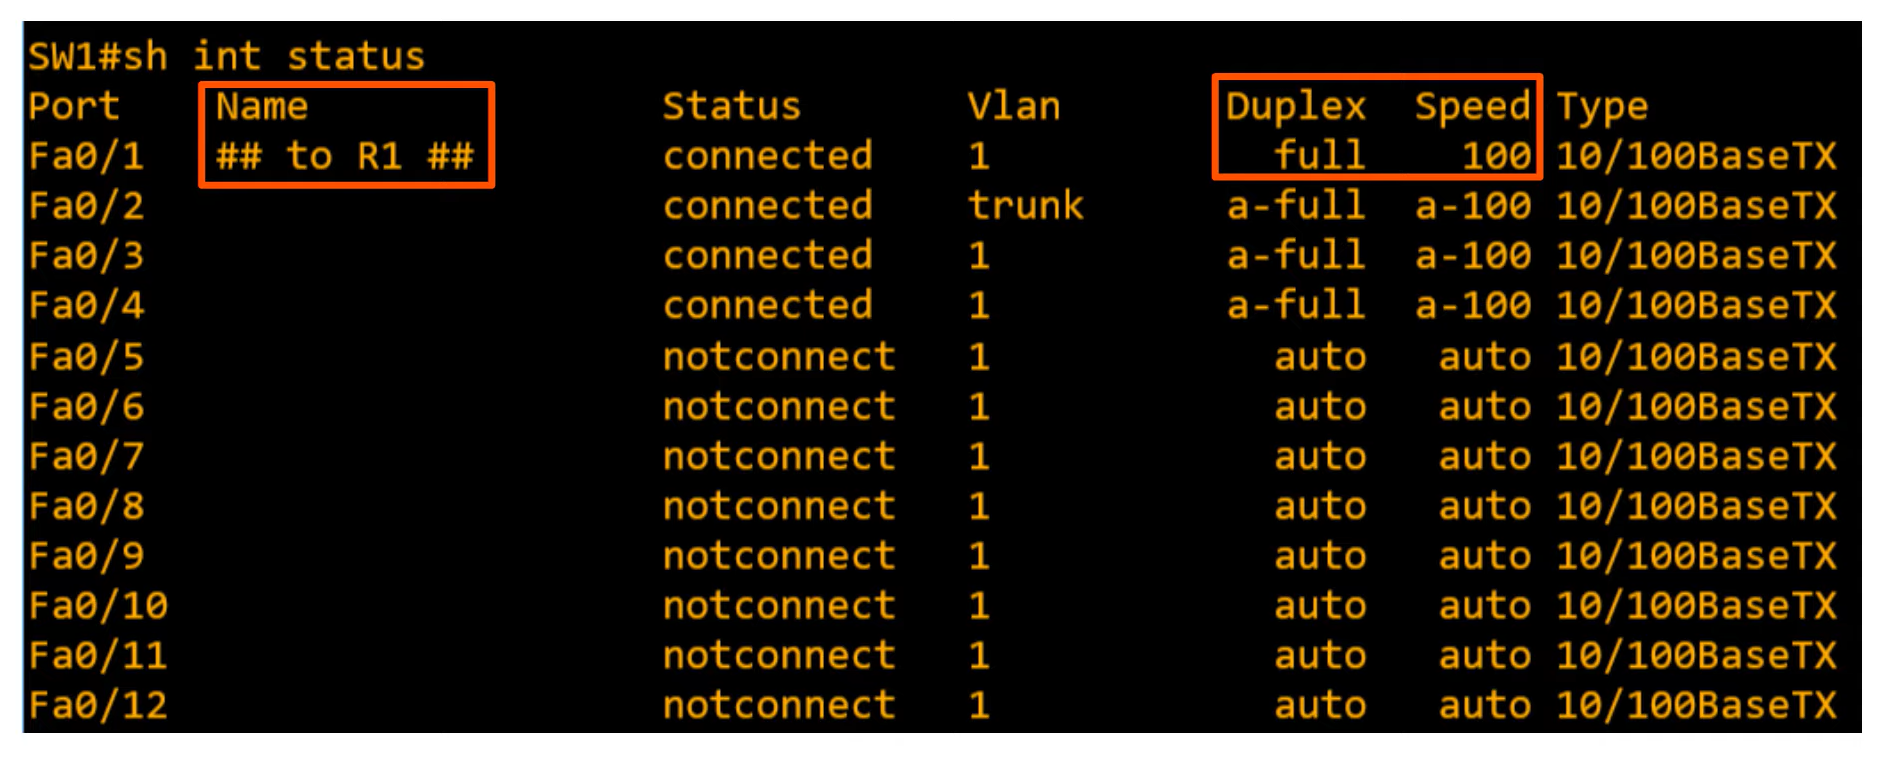 SW1#sh int status
Port Name Status Vlan Duplex Speed Type
Fa0/1 ## to R1 ## connected 1 full 100 10/100BaseTX
Fa0/2 connected trunk a-full a-100 10/100BaseTX
Fa0/3 connected 1 a-full a-100 10/100BaseTX
Fa0/4 connected 1 a-full a-100 10/100BaseTX
Fa0/5 notconnect 1 auto auto 10/100BaseTX
Fa0/6 notconnect 1 auto auto 10/100BaseTX
Fa0/7 notconnect 1 auto auto 10/100BaseTX
Fa0/8 notconnect 1 auto auto 10/100BaseTX
Fa0/9 notconnect 1 auto auto 10/100BaseTX
Fa0/10 notconnect 1 auto auto 10/100BaseTX
Fa0/11 notconnect 1 auto auto 10/100BaseTX
Fa0/12 notconnect 1 auto auto 10/100BaseTX